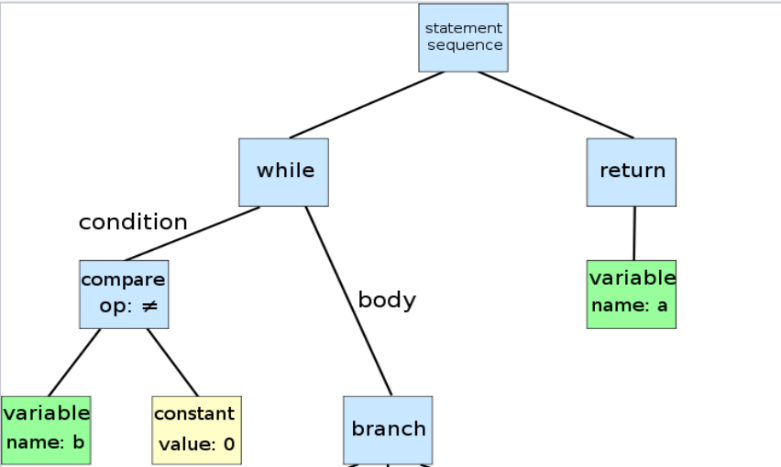 statement
sequence
while
return
condition
compare
op: ≠
variable
name: a
body
variable
name: b
constant
value: 0
branch